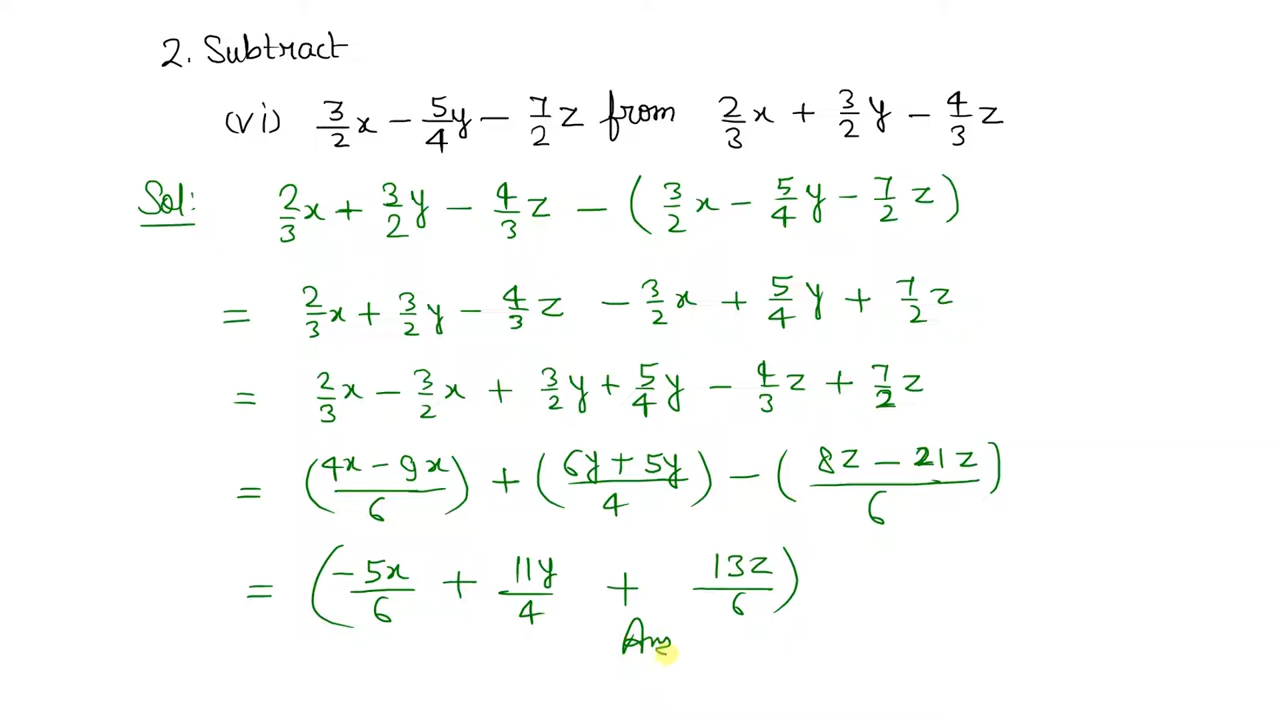 2. Subtract
(vi) 3/2 x - 5/4 y - 7/2 z from 2/3 x + 3/2 y - 4/3 z
Sol: 2/3 x + 3/2 y - 4/3 z - (3/2 x - 5/4 y - 7/2 z)
= 2/3 x + 3/2 y - 4/3 z - 3/2 x + 5/4 y + 7/2 z
= 2/3 x - 3/2 x + 3/2 y + 5/4 y - 4/3 z + 7/2 z
= (4x - 9x / 6) + (6y + 5y / 4) - (8z - 21z / 6)
= (-5x/6 + 11y/4 + 13z/6)
Ans